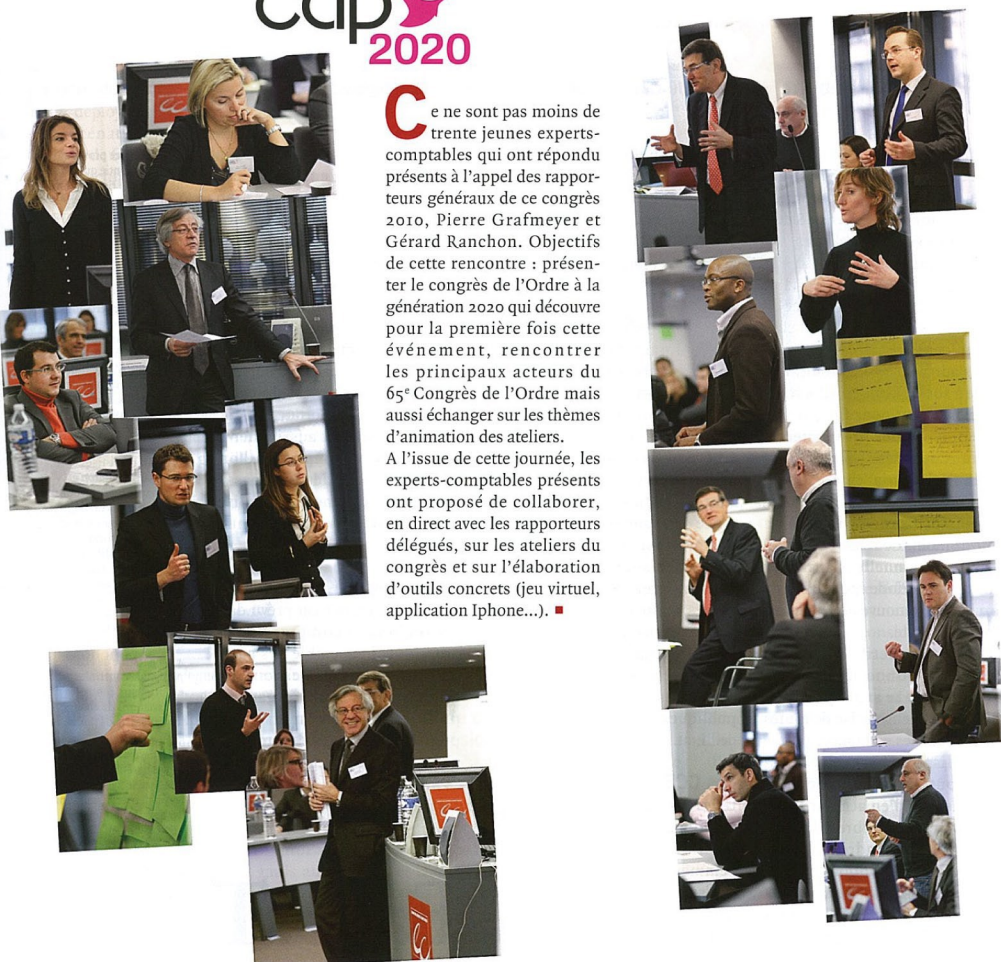 cap
2020
Ce ne sont pas moins de
trente jeunes experts-
comptables qui ont répondu
présents à l'appel des rappor-
teurs généraux de ce congrès
2010, Pierre Grafmeyer et
Gérard Ranchon. Objectifs
de cette rencontre : présen-
ter le congrès de l'Ordre à la
génération 2020 qui découvre
pour la première fois cette
événement, rencontrer
les principaux acteurs du
65e Congrès de l'Ordre mais
aussi échanger sur les thèmes
d'animation des ateliers.
A l'issue de cette journée, les
experts-comptables présents
ont proposé de collaborer,
en direct avec les rapporteurs
délégués, sur les ateliers du
congrès et sur l'élaboration
d'outils concrets (jeu virtuel,
application Iphone...). ■